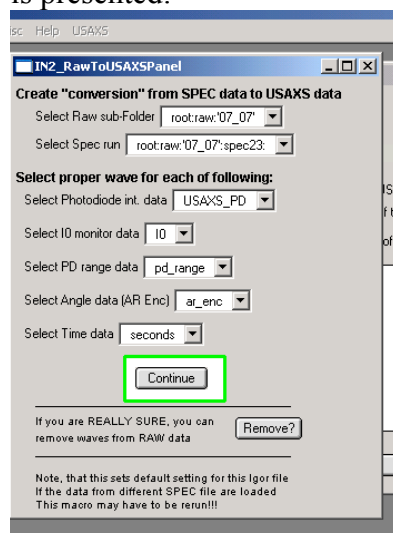 is presented.
sc Help USAXS
IN2_RawToUSAXSPanel
Create "conversion" from SPEC data to USAXS data
Select Raw sub-Folder root:raw:'07_07'
Select Spec run root:raw:'07_07':spec23:
Select proper wave for each of following:
Select Photodiode int. data USAXS_PD
Select I0 monitor data I0
Select PD range data pd_range
Select Angle data (AR Enc) ar_enc
Select Time data seconds
Continue
If you are REALLY SURE, you can
remove waves from RAW data
Remove?
Note, that this sets default setting for this Igor file
If the data from different SPEC file are loaded
This macro may have to be rerun!!!